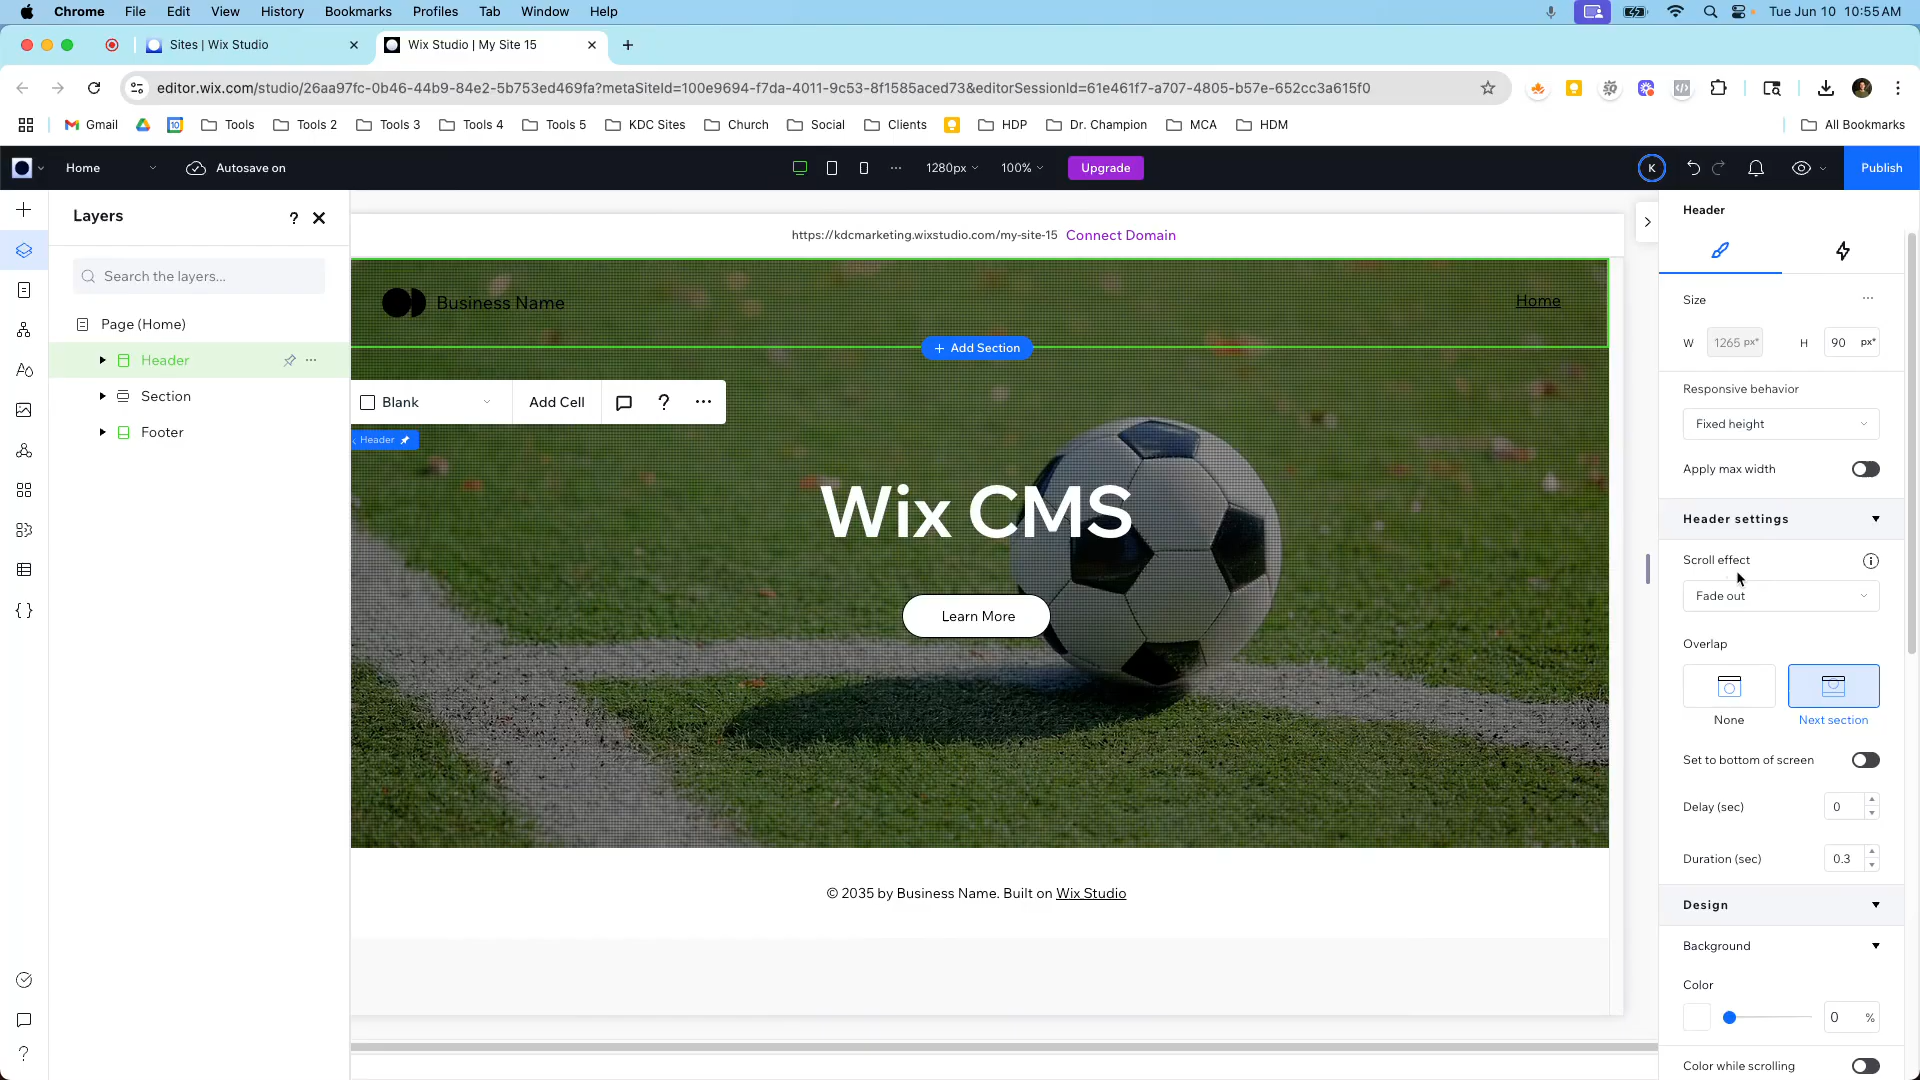 Chrome File Edit View History Bookmarks Profiles Tab Window Help Tue Jun 10 10:55 AM
Sites | Wix Studio
Wix Studio | My Site 15
editor.wix.com/studio/26aa97fc-0b46-44b9-84e2-5b753ed469fa?metaSiteId=100e9694-f7da-4011-9c53-8f1585aced73&editorSessionId=61e461f7-a707-4805-b57e-652cc3a615f0
Gmail 10 Tools Tools 2 Tools 3 Tools 4 Tools 5 KDC Sites Church Social Clients HDP Dr. Champion MCA HDM All Bookmarks
Home Autosave on 1280px 100% Upgrade K Publish
Layers ?
Search the layers...
Page (Home)
Header
Section
Footer
https://kdcmarketing.wixstudio.com/my-site-15 Connect Domain
Business Name
Home
+ Add Section
Blank Add Cell ?
Header
Wix CMS
Learn More
© 2035 by Business Name. Built on Wix Studio
Header
Size
W 1265 px* H 90 px*
Responsive behavior
Fixed height
Apply max width
Header settings
Scroll effect
Fade out
Overlap
None Next section
Set to bottom of screen
Delay (sec) 0
Duration (sec) 0.3
Design
Background
Color
0 %
Color while scrolling